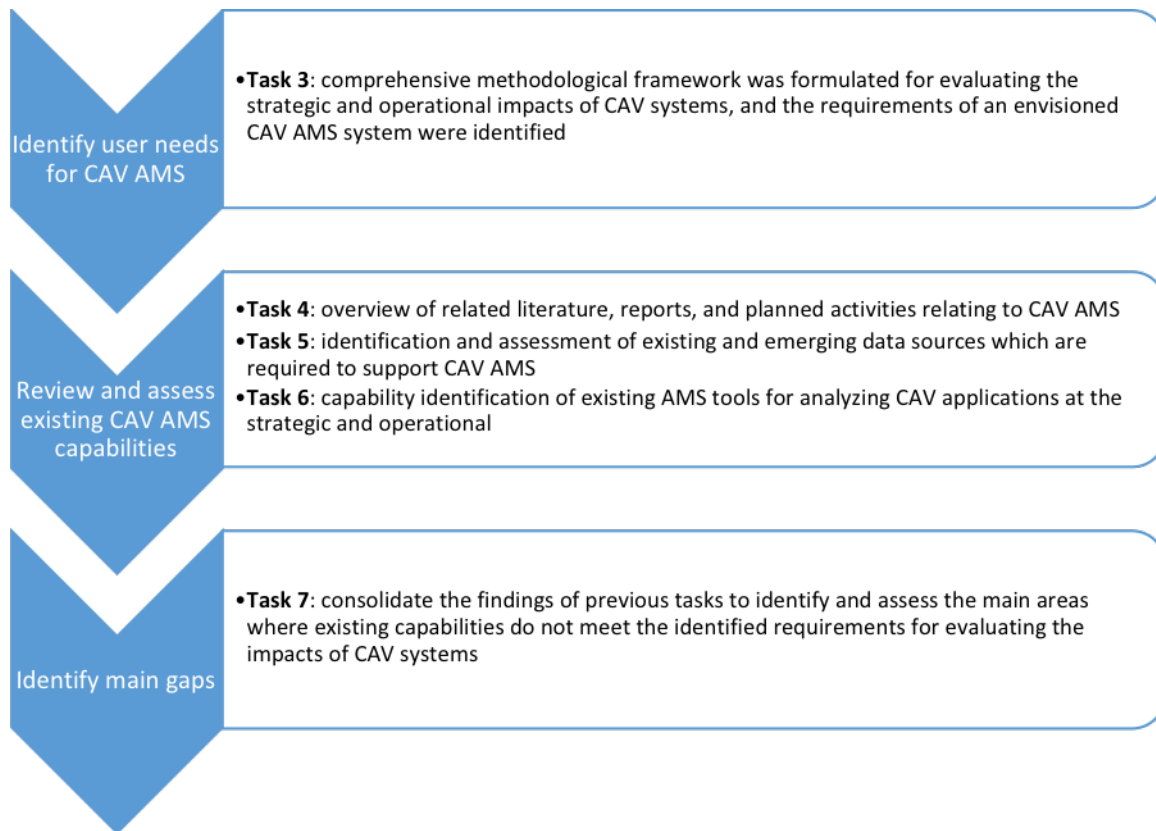 Identify user needs
for CAV AMS
•Task 3: comprehensive methodological framework was formulated for evaluating the
strategic and operational impacts of CAV systems, and the requirements of an envisioned
CAV AMS system were identified
Review and assess
existing CAV AMS
capabilities
•Task 4: overview of related literature, reports, and planned activities relating to CAV AMS
•Task 5: identification and assessment of existing and emerging data sources which are
required to support CAV AMS
•Task 6: capability identification of existing AMS tools for analyzing CAV applications at the
strategic and operational
Identify main gaps
•Task 7: consolidate the findings of previous tasks to identify and assess the main areas
where existing capabilities do not meet the identified requirements for evaluating the
impacts of CAV systems